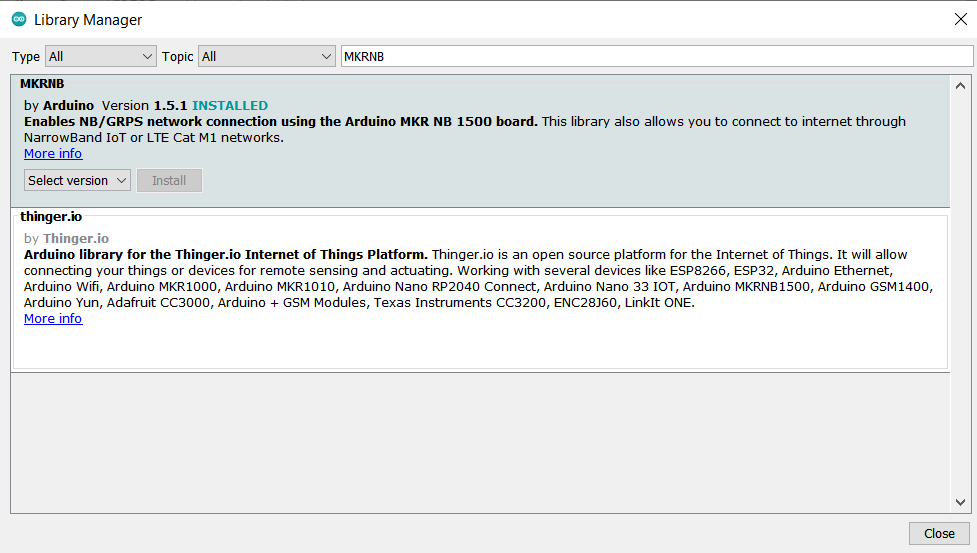 Library Manager
Type All Topic All MKRNB
MKRNB
by Arduino Version 1.5.1 INSTALLED
Enables NB/GRPS network connection using the Arduino MKR NB 1500 board. This library also allows you to connect to internet through
NarrowBand IoT or LTE Cat M1 networks.
More info
Select version Install
thinger.io
by Thinger.io
Arduino library for the Thinger.io Internet of Things Platform. Thinger.io is an open source platform for the Internet of Things. It will allow
connecting your things or devices for remote sensing and actuating. Working with several devices like ESP8266, ESP32, Arduino Ethernet,
Arduino Wifi, Arduino MKR1000, Arduino MKR1010, Arduino Nano RP2040 Connect, Arduino Nano 33 IOT, Arduino MKRNB1500, Arduino GSM1400,
Arduino Yun, Adafruit CC3000, Arduino + GSM Modules, Texas Instruments CC3200, ENC28J60, LinkIt ONE.
More info
Close